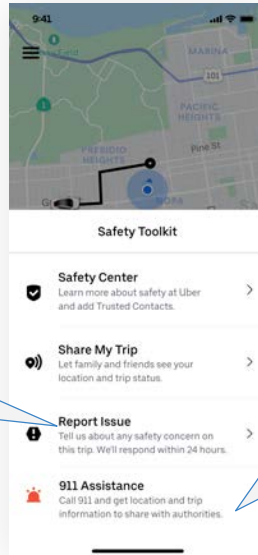 9:41
MARINA
101
1
PACIFIC
HEIGHTS
PRESIDIO
HEIGHTS
Pine St
NOPA
Safety Toolkit
Safety Center
Learn more about safety at Uber
and add Trusted Contacts.
Share My Trip
Let family and friends see your
location and trip status.
Report Issue
Tell us about any safety concern on
this trip. We'll respond within 24 hours.
911 Assistance
Call 911 and get location and trip
information to share with authorities.